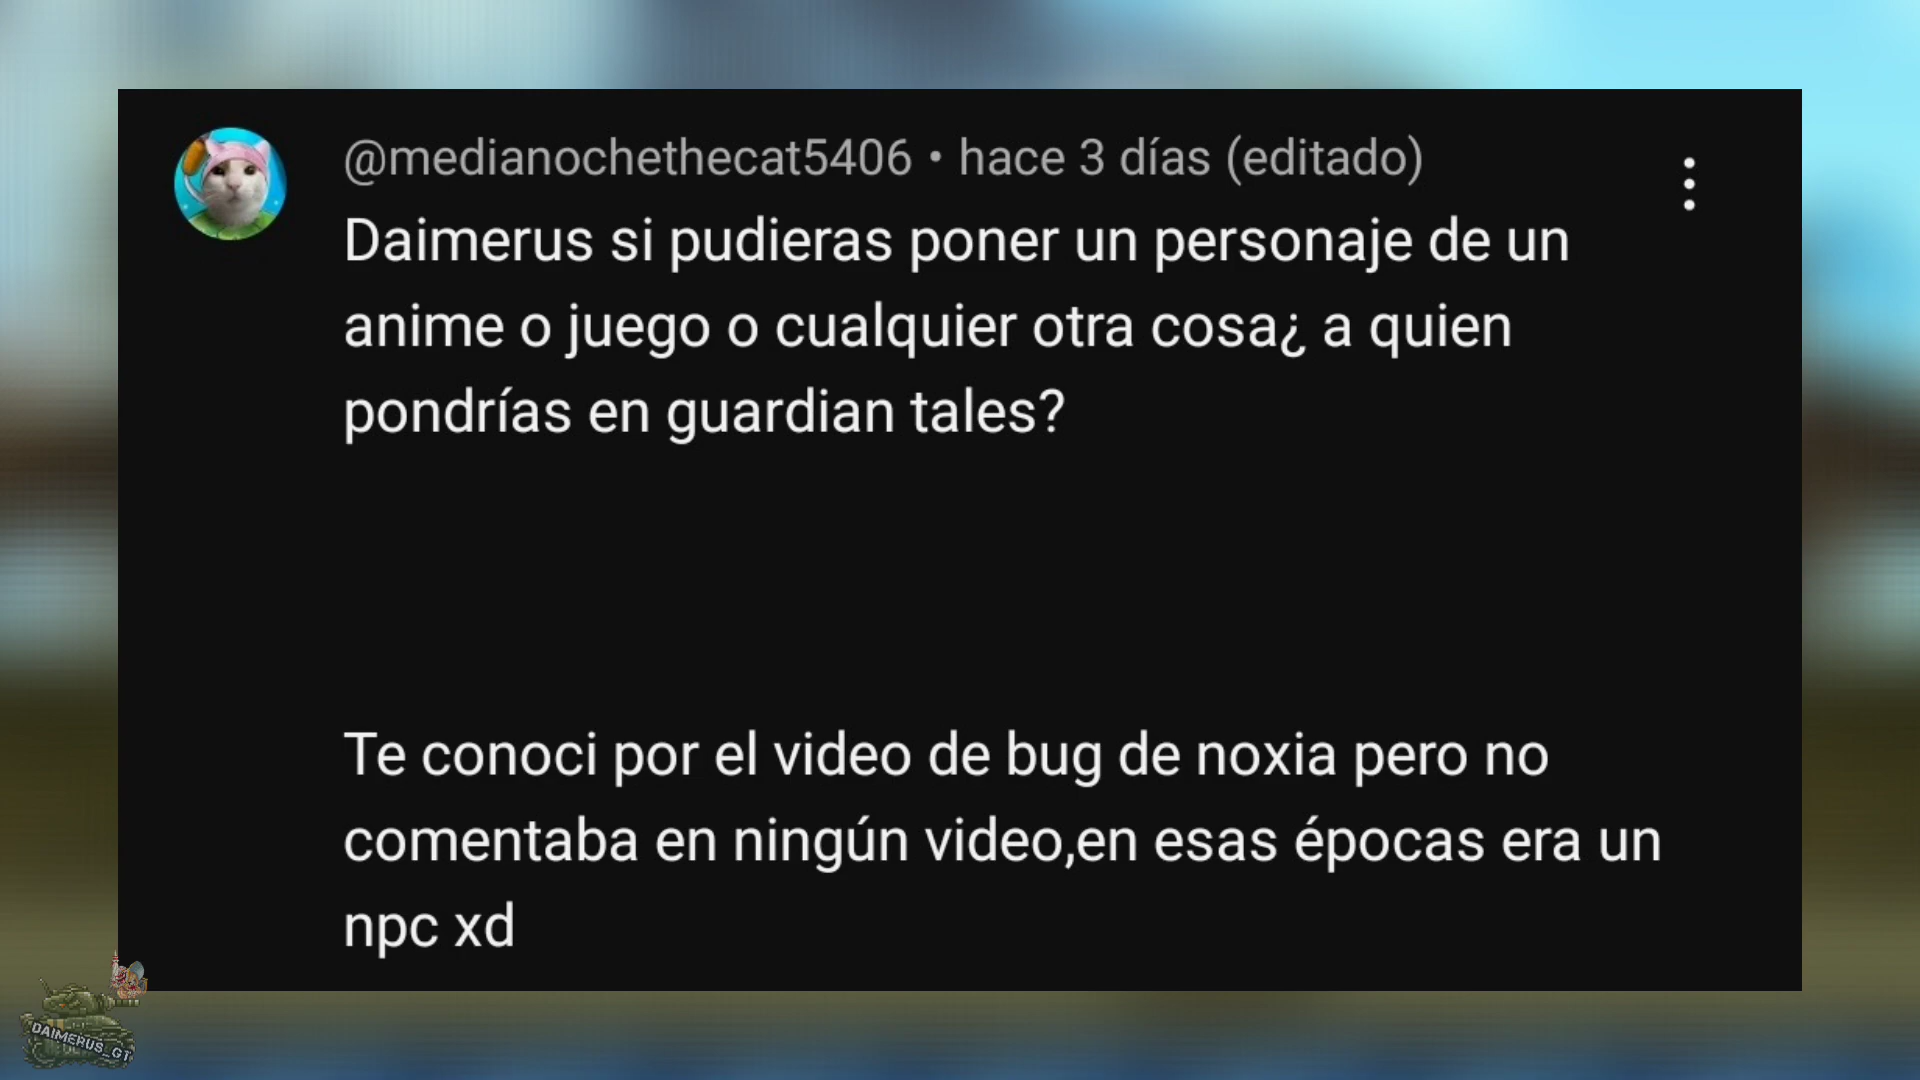 @medianochethecat5406 • hace 3 días (editado)
Daimerus si pudieras poner un personaje de un
anime o juego o cualquier otra cosa¿ a quien
pondrías en guardian tales?
Te conoci por el video de bug de noxia pero no
comentaba en ningún video,en esas épocas era un
npc xd
DAIMERUS_GT